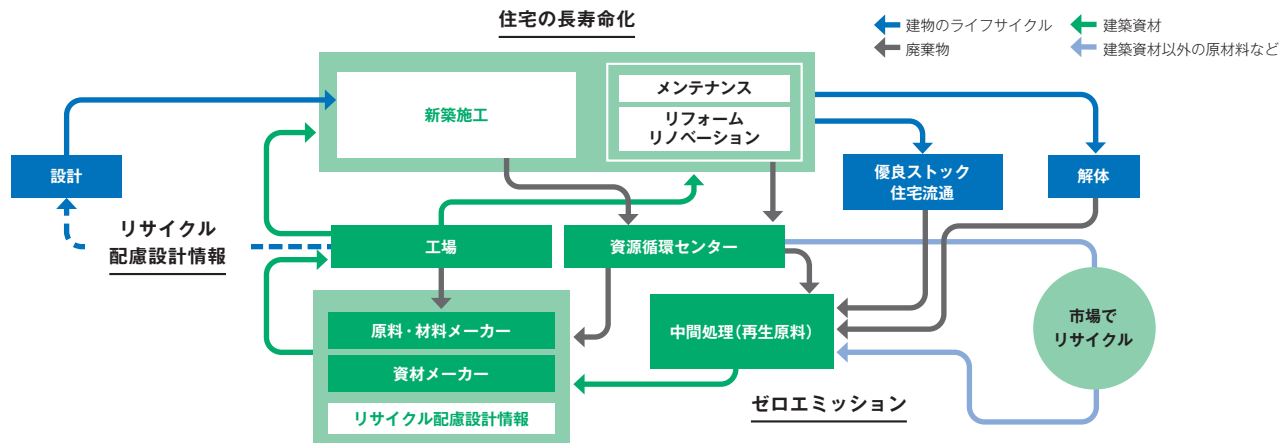 住宅の長寿命化
建物のライフサイクル
建築資材
廃棄物
建築資材以外の原材料など
新築施工
メンテナンス
リフォーム
リノベーション
設計
優良ストック
住宅流通
解体
リサイクル
配慮設計情報
工場
資源循環センター
原料・材料メーカー
資材メーカー
リサイクル配慮設計情報
中間処理（再生原料）
市場で
リサイクル
ゼロエミッション